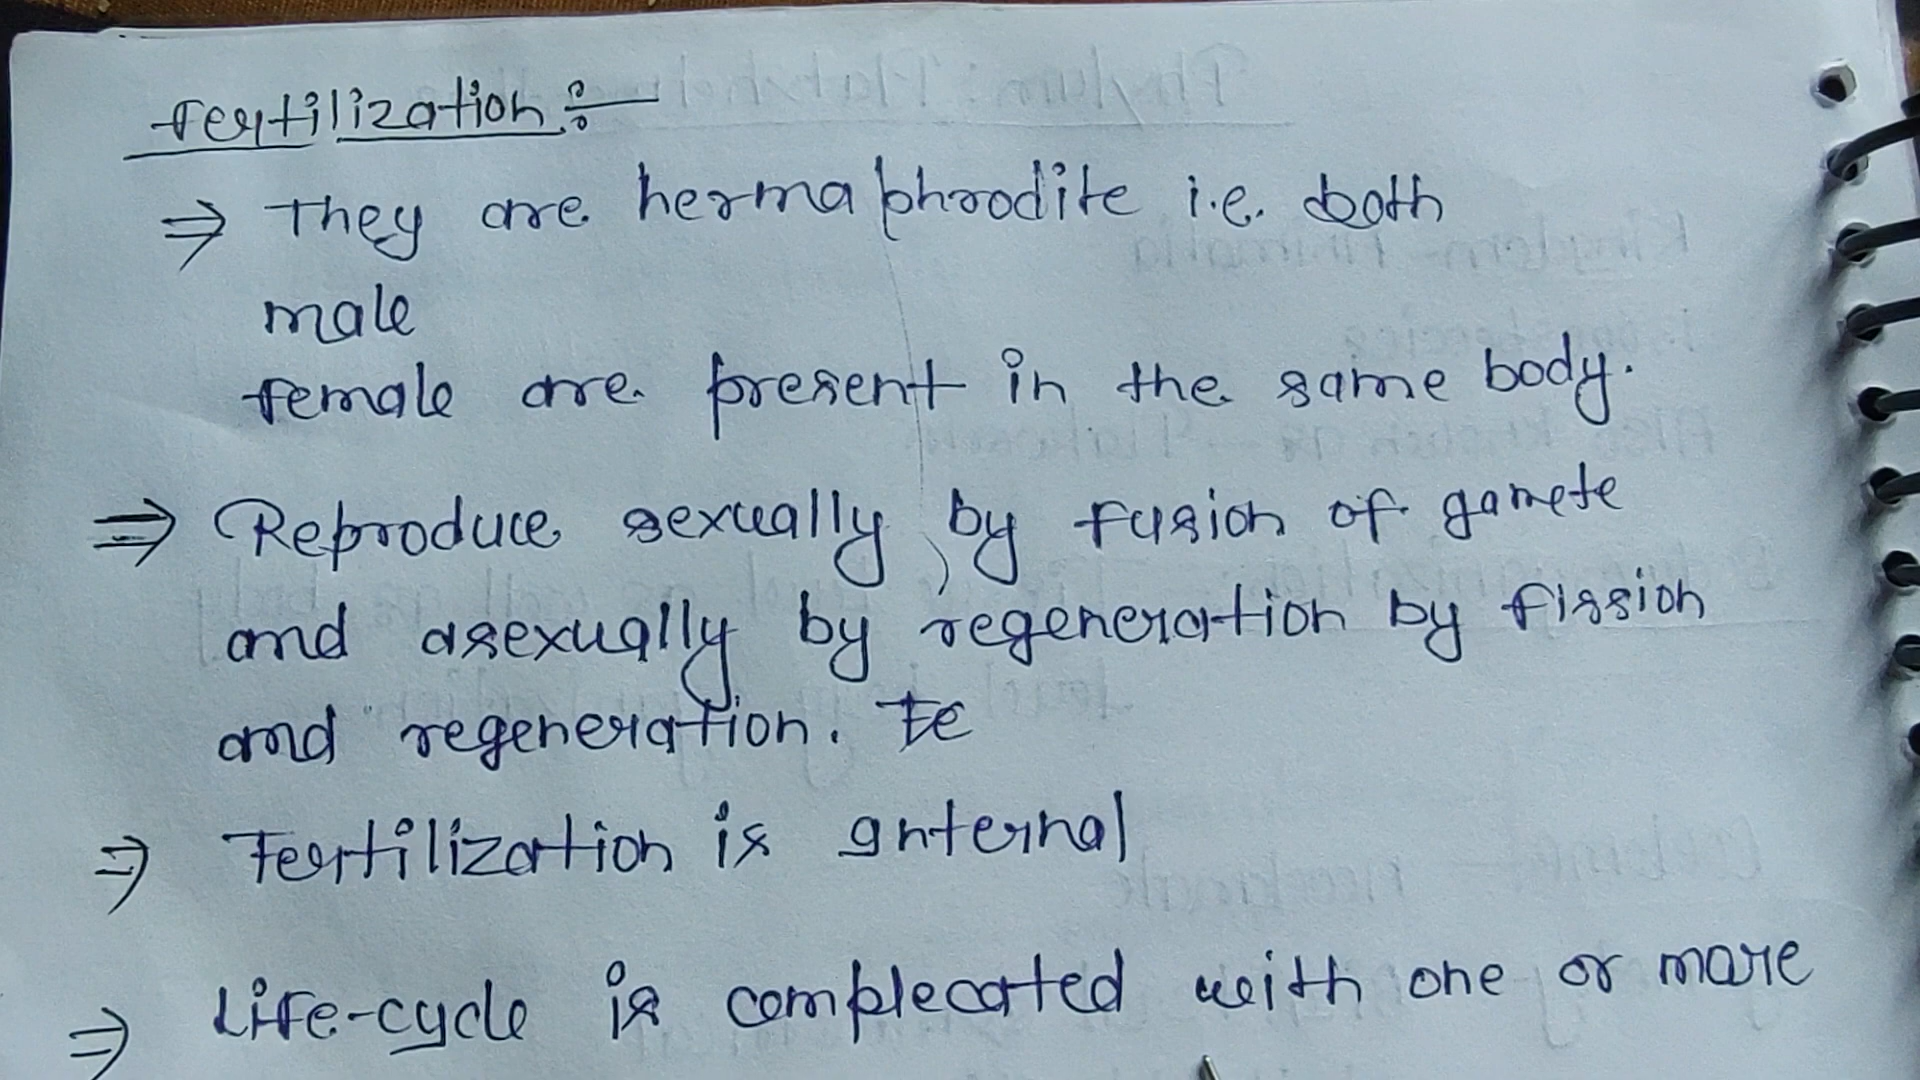 Fertilization :-
⇒ They are hermaphrodite i.e. both
male
female are present in the same body.
⇒ Reproduce sexually, by fusion of gamete
and asexually by regeneration by fission
and regeneration. Fe
⇒ Fertilization is Internal
⇒ Life-cycle is complecated with one or more